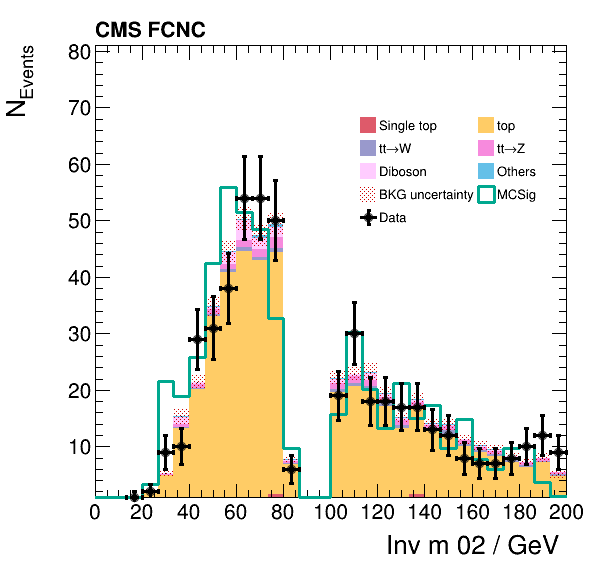 CMS FCNC
N_Events
80
70
60
50
40
30
20
10
Single top top
tt→W tt→Z
Diboson Others
BKG uncertainty MCSig
Data
0 20 40 60 80 100 120 140 160 180 200
Inv m 02 / GeV